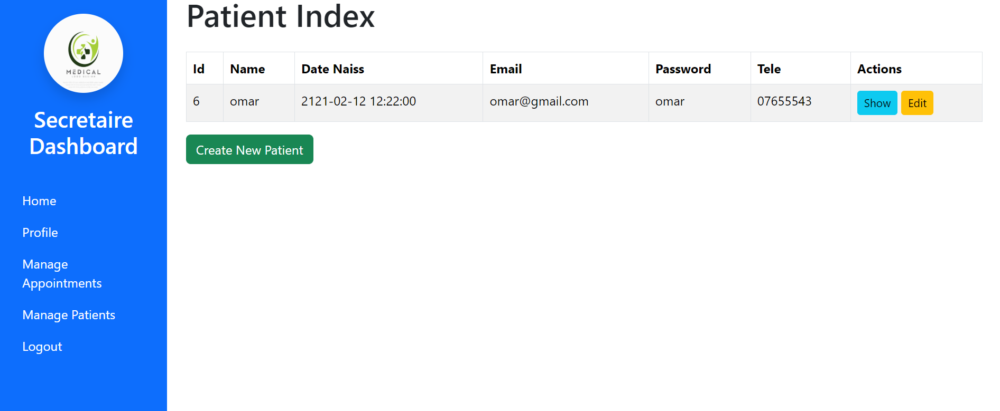 MEDICAL
LOGO DESIGN
Secretaire
Dashboard
Home
Profile
Manage
Appointments
Manage Patients
Logout
Patient Index
Id Name Date Naiss Email Password Tele Actions
6 omar 2121-02-12 12:22:00 omar@gmail.com omar 07655543 Show Edit
Create New Patient